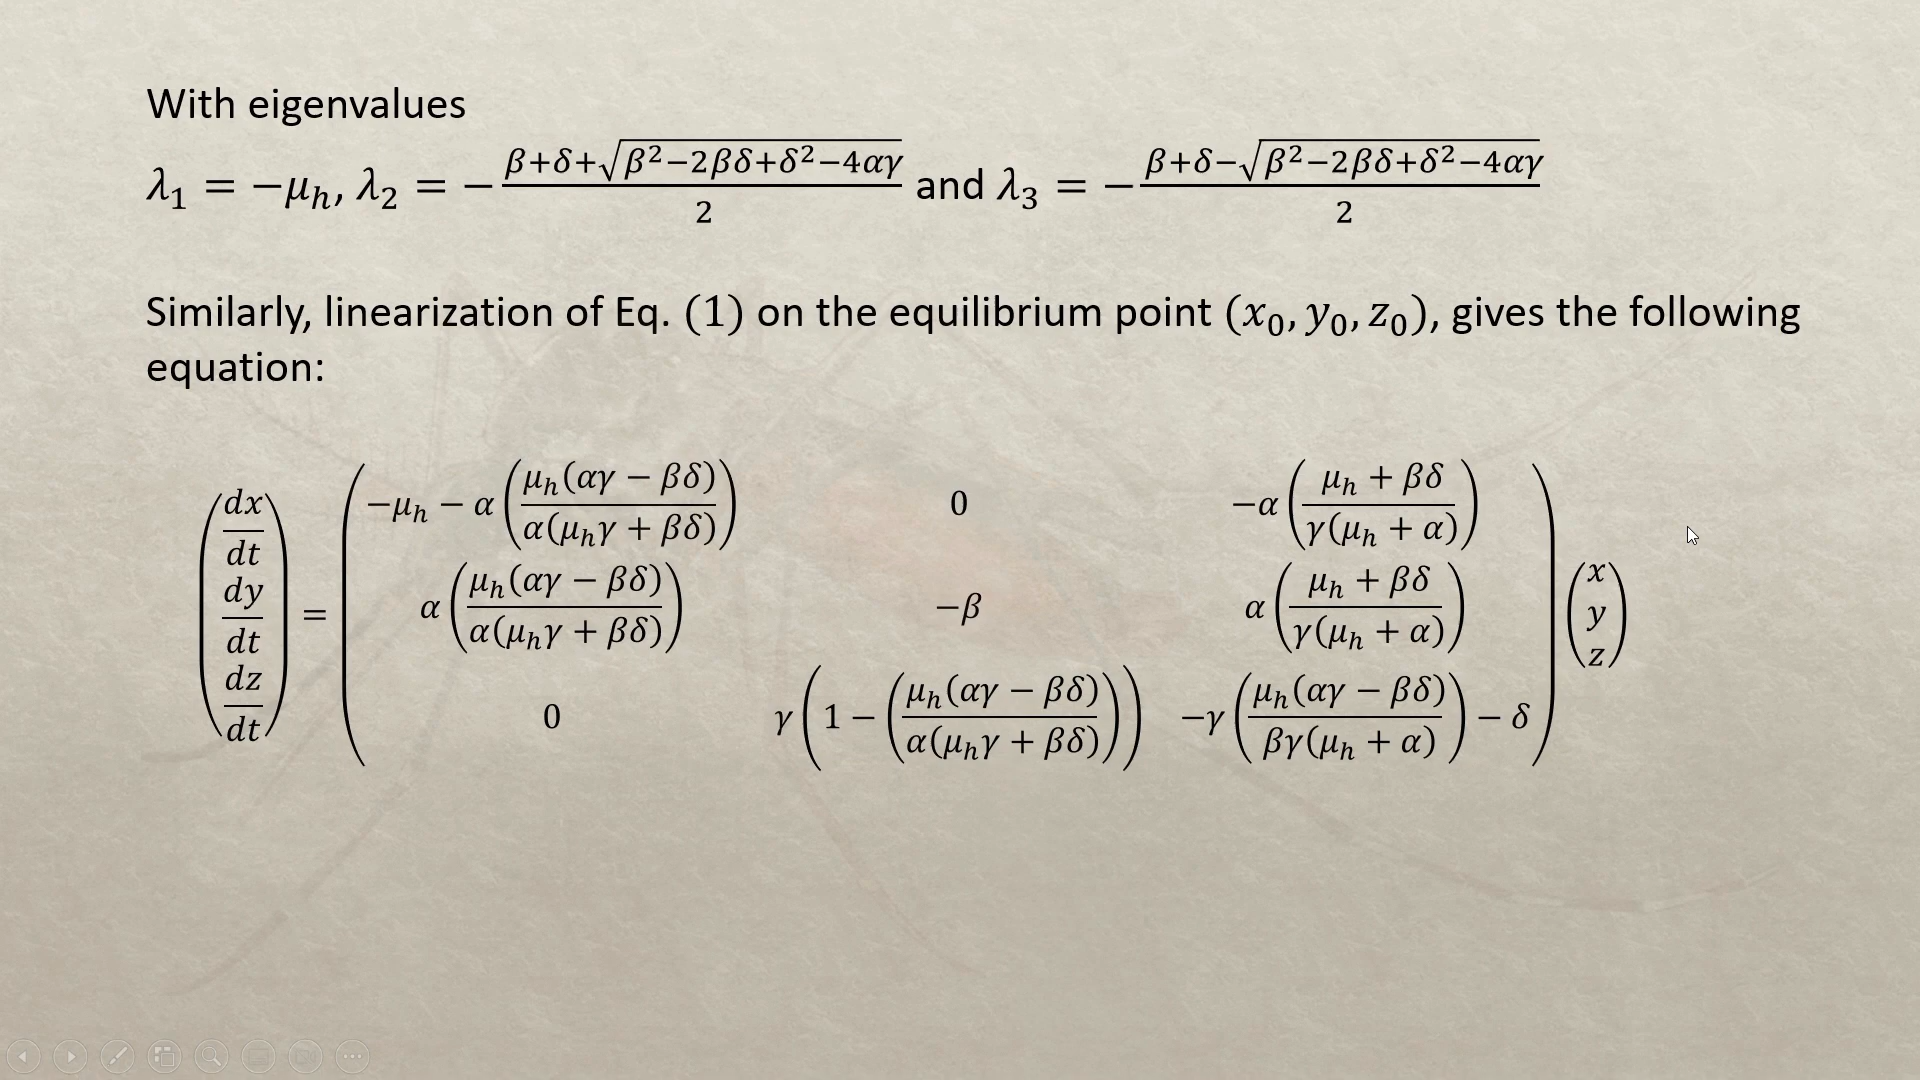 With eigenvalues
λ₁ = −μₕ, λ₂ = −(β+δ+√(β²−2βδ+δ²−4αγ))/2 and λ₃ = −(β+δ−√(β²−2βδ+δ²−4αγ))/2
Similarly, linearization of Eq. (1) on the equilibrium point (x₀, y₀, z₀), gives the following
equation:
(dx/dt; dy/dt; dz/dt) = (−μₕ − α(μₕ(αγ − βδ)/α(μₕγ + βδ)) 0 −α(μₕ + βδ/γ(μₕ + α));
α(μₕ(αγ − βδ)/α(μₕγ + βδ)) −β α(μₕ + βδ/γ(μₕ + α));
0 γ(1 − (μₕ(αγ − βδ)/α(μₕγ + βδ))) −γ(μₕ(αγ − βδ)/βγ(μₕ + α)) − δ) (x; y; z)